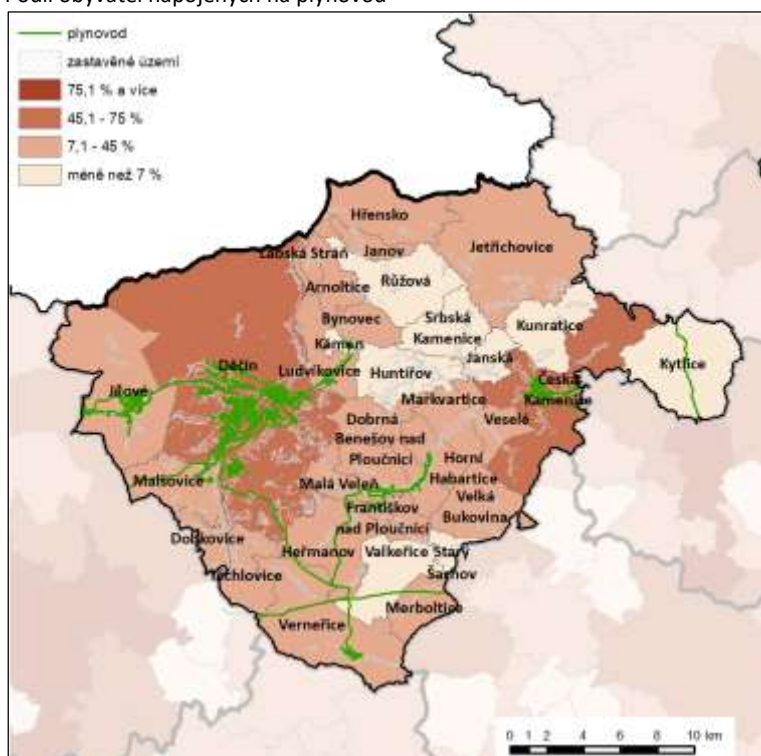 Podíl obyvatel napojených na plynovod
plynovod
zastavěné území
75,1 % a více
45,1 - 75 %
7,1 - 45 %
méně než 7 %
Hřensko
Labská Stráň
Janov
Jetřichovice
Růžová
Arnoltice
Bynovec
Srbská
Kamenice
Kunratice
Kámen
Janská
Kytlice
Děčín
Ludvíkovice
Huntířov
Česká
Kamenice
Jílové
Markvartice
Veselé
Dobrná
Benešov nad
Ploučnicí
Horní
Habartice
Malšovice
Malá Veleň
Velká
Bukovina
Františkov
nad Ploučnicí
Dobkovice
Heřmanov
Valkeřice
Starý
Šachov
Těchlovice
Merboltice
Verneřice
0 1 2 4 6 8 10 km